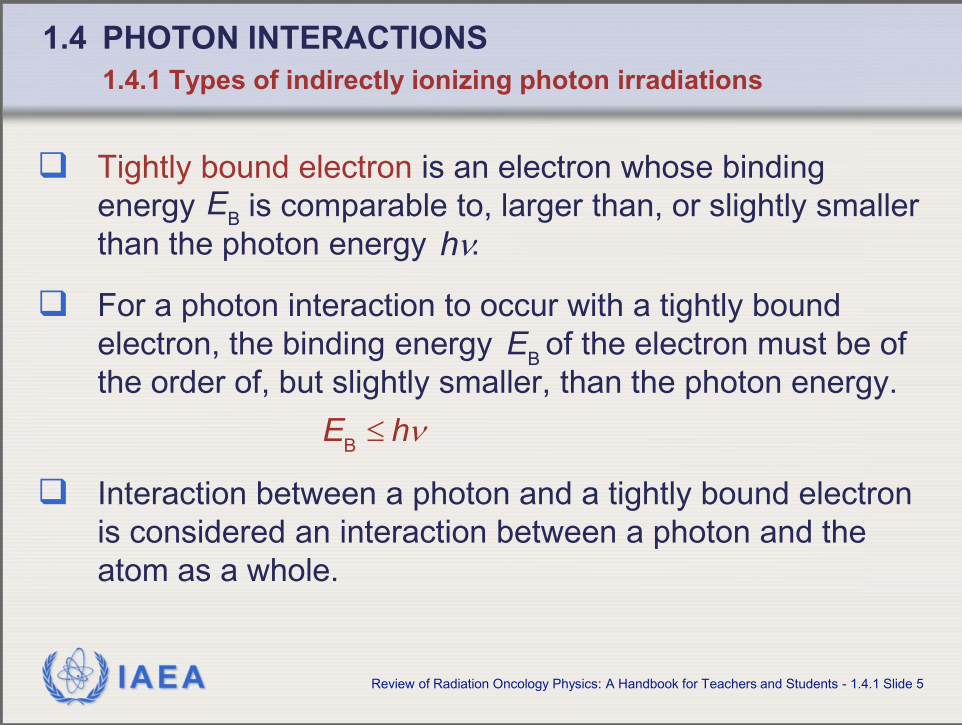 1.4 PHOTON INTERACTIONS
1.4.1 Types of indirectly ionizing photon irradiations
Tightly bound electron is an electron whose binding
energy EB is comparable to, larger than, or slightly smaller
than the photon energy hν.
For a photon interaction to occur with a tightly bound
electron, the binding energy EB of the electron must be of
the order of, but slightly smaller, than the photon energy.
EB ≤ hν
Interaction between a photon and a tightly bound electron
is considered an interaction between a photon and the
atom as a whole.
IAEA
Review of Radiation Oncology Physics: A Handbook for Teachers and Students - 1.4.1 Slide 5